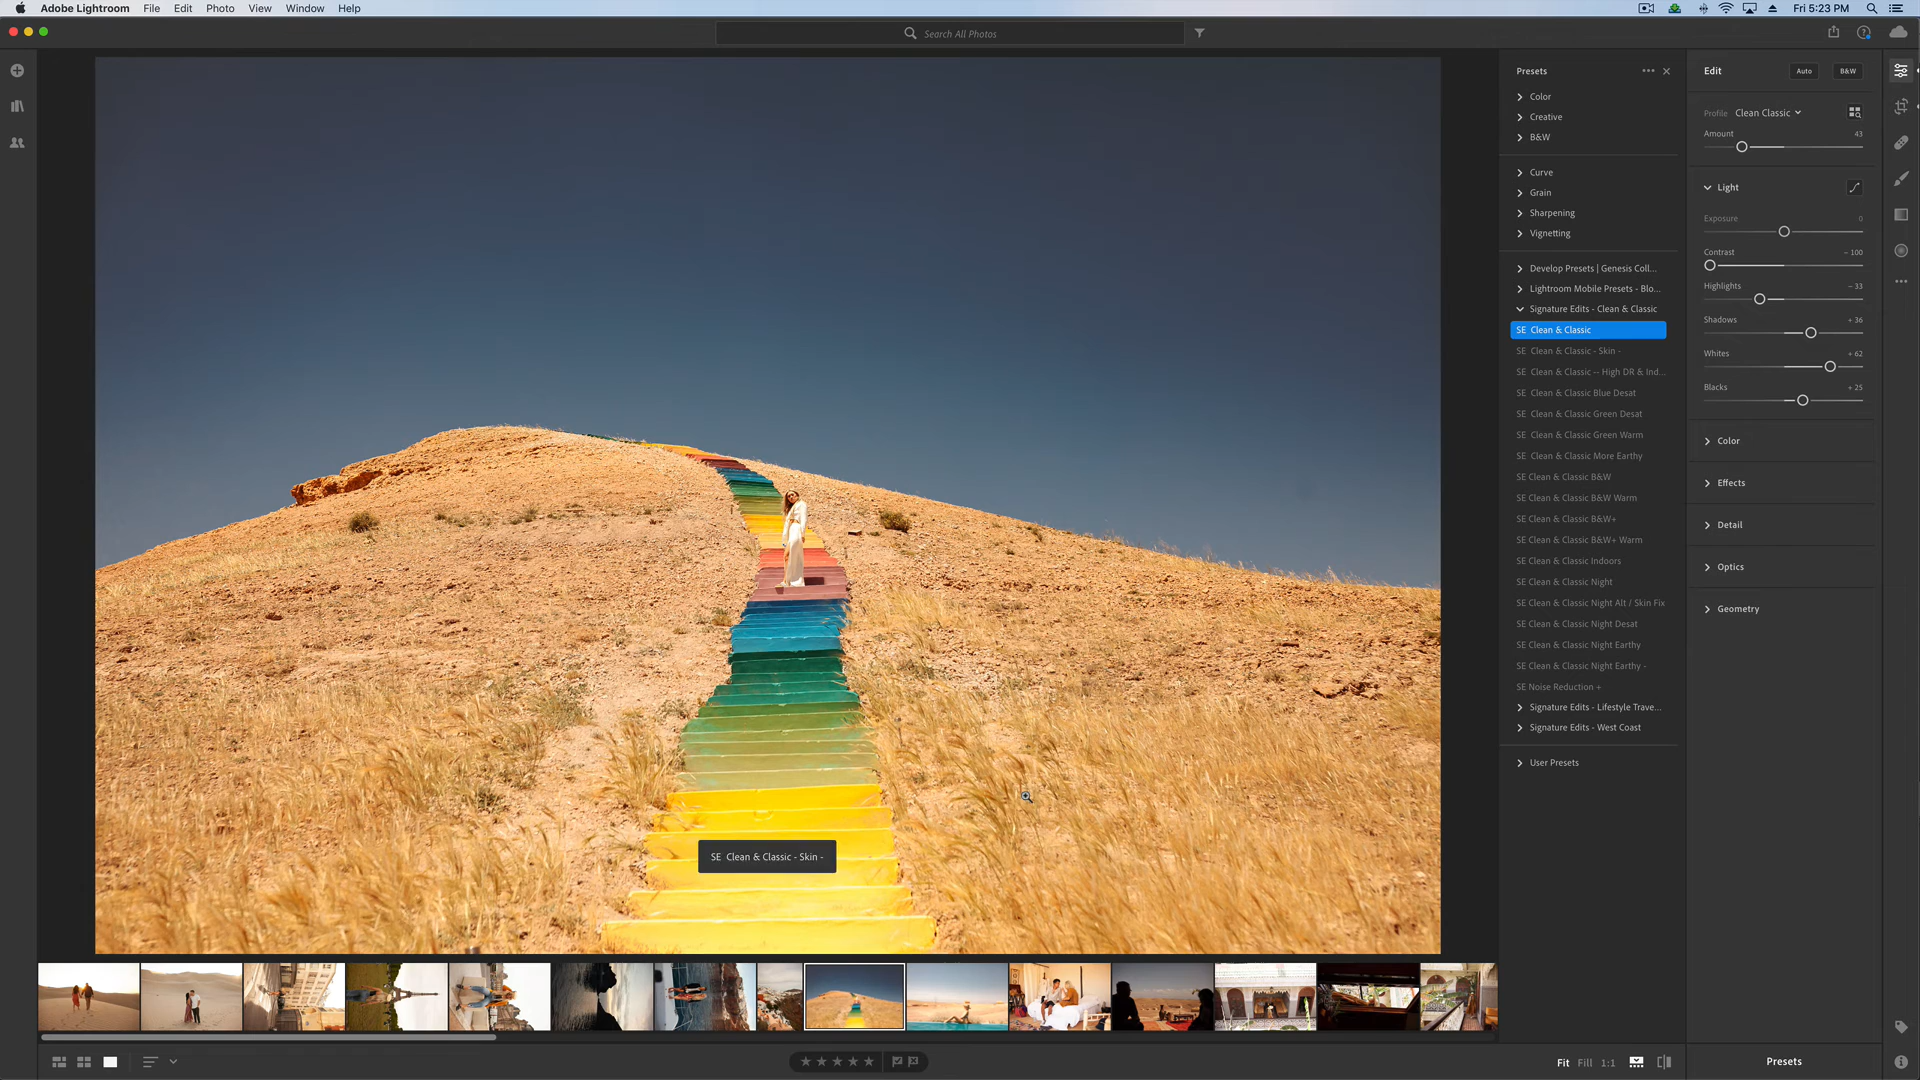 Adobe Lightroom File Edit Photo View Window Help
Fri 5:23 PM
Search All Photos
Presets
Color
Creative
B&W
Curve
Grain
Sharpening
Vignetting
Develop Presets | Genesis Coll...
Lightroom Mobile Presets - Blo...
Signature Edits - Clean & Classic
SE Clean & Classic
SE Clean & Classic - Skin -
SE Clean & Classic -- High DR & Ind...
SE Clean & Classic Blue Desat
SE Clean & Classic Green Desat
SE Clean & Classic Green Warm
SE Clean & Classic More Earthy
SE Clean & Classic B&W
SE Clean & Classic B&W Warm
SE Clean & Classic B&W+
SE Clean & Classic B&W+ Warm
SE Clean & Classic Indoors
SE Clean & Classic Night
SE Clean & Classic Night Alt / Skin Fix
SE Clean & Classic Night Desat
SE Clean & Classic Night Earthy
SE Clean & Classic Night Earthy -
SE Noise Reduction +
Signature Edits - Lifestyle Trave...
Signature Edits - West Coast
User Presets
Edit Auto B&W
Profile Clean Classic
Amount 43
Light
Exposure 0
Contrast - 100
Highlights - 33
Shadows + 36
Whites + 62
Blacks + 25
Color
Effects
Detail
Optics
Geometry
SE Clean & Classic - Skin -
Fit Fill 1:1
Presets